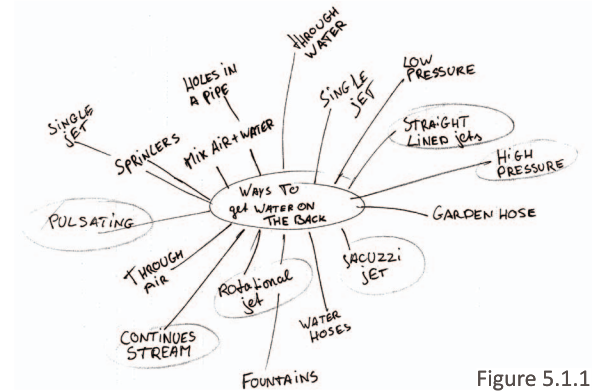 THROUGH
WATER
HOLES IN
A PIPE
SINGLE
JET
LOW
PRESSURE
SINGLE
JET
SPRINCLERS
MIX AIR+WATER
STRAIGHT
LINED jets
HIGH
PRESSURE
WAYS TO
get WATER ON
THE BACK
PULSATING
GARDEN HOSE
THROUGH
AIR
ROtational
jet
JACUZZI
JET
CONTINUES
STREAM
WATER
HOSES
FOUNTAINS
Figure 5.1.1